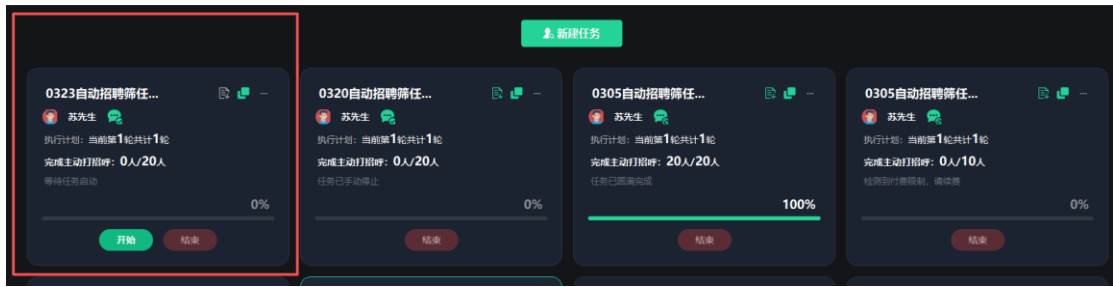 新建任务
0323自动招聘筛任...
苏先生
执行计划：当前第1轮共计1轮
完成主动打招呼：0人/20人
等待任务启动
0%
开始 结束
0320自动招聘筛任...
苏先生
执行计划：当前第1轮共计1轮
完成主动打招呼：0人/20人
任务已手动停止
0%
结束
0305自动招聘筛任...
苏先生
执行计划：当前第1轮共计1轮
完成主动打招呼：20人/20人
任务已圆满完成
100%
结束
0305自动招聘筛任...
苏先生
执行计划：当前第1轮共计1轮
完成主动打招呼：0人/10人
检测到付费限制，请续费
0%
结束